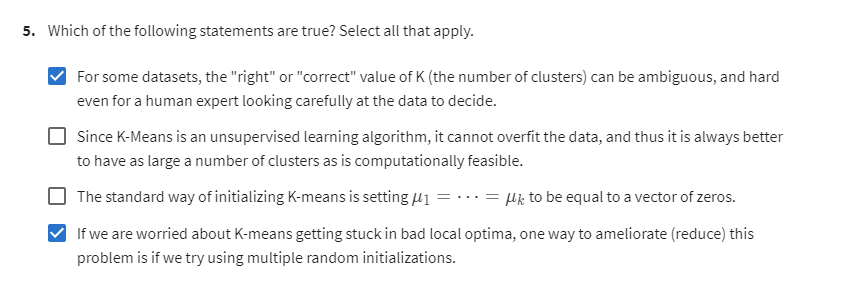 5. Which of the following statements are true? Select all that apply.
For some datasets, the "right" or "correct" value of K (the number of clusters) can be ambiguous, and hard
even for a human expert looking carefully at the data to decide.
Since K-Means is an unsupervised learning algorithm, it cannot overfit the data, and thus it is always better
to have as large a number of clusters as is computationally feasible.
The standard way of initializing K-means is setting μ₁ = ⋯ = μₖ to be equal to a vector of zeros.
If we are worried about K-means getting stuck in bad local optima, one way to ameliorate (reduce) this
problem is if we try using multiple random initializations.